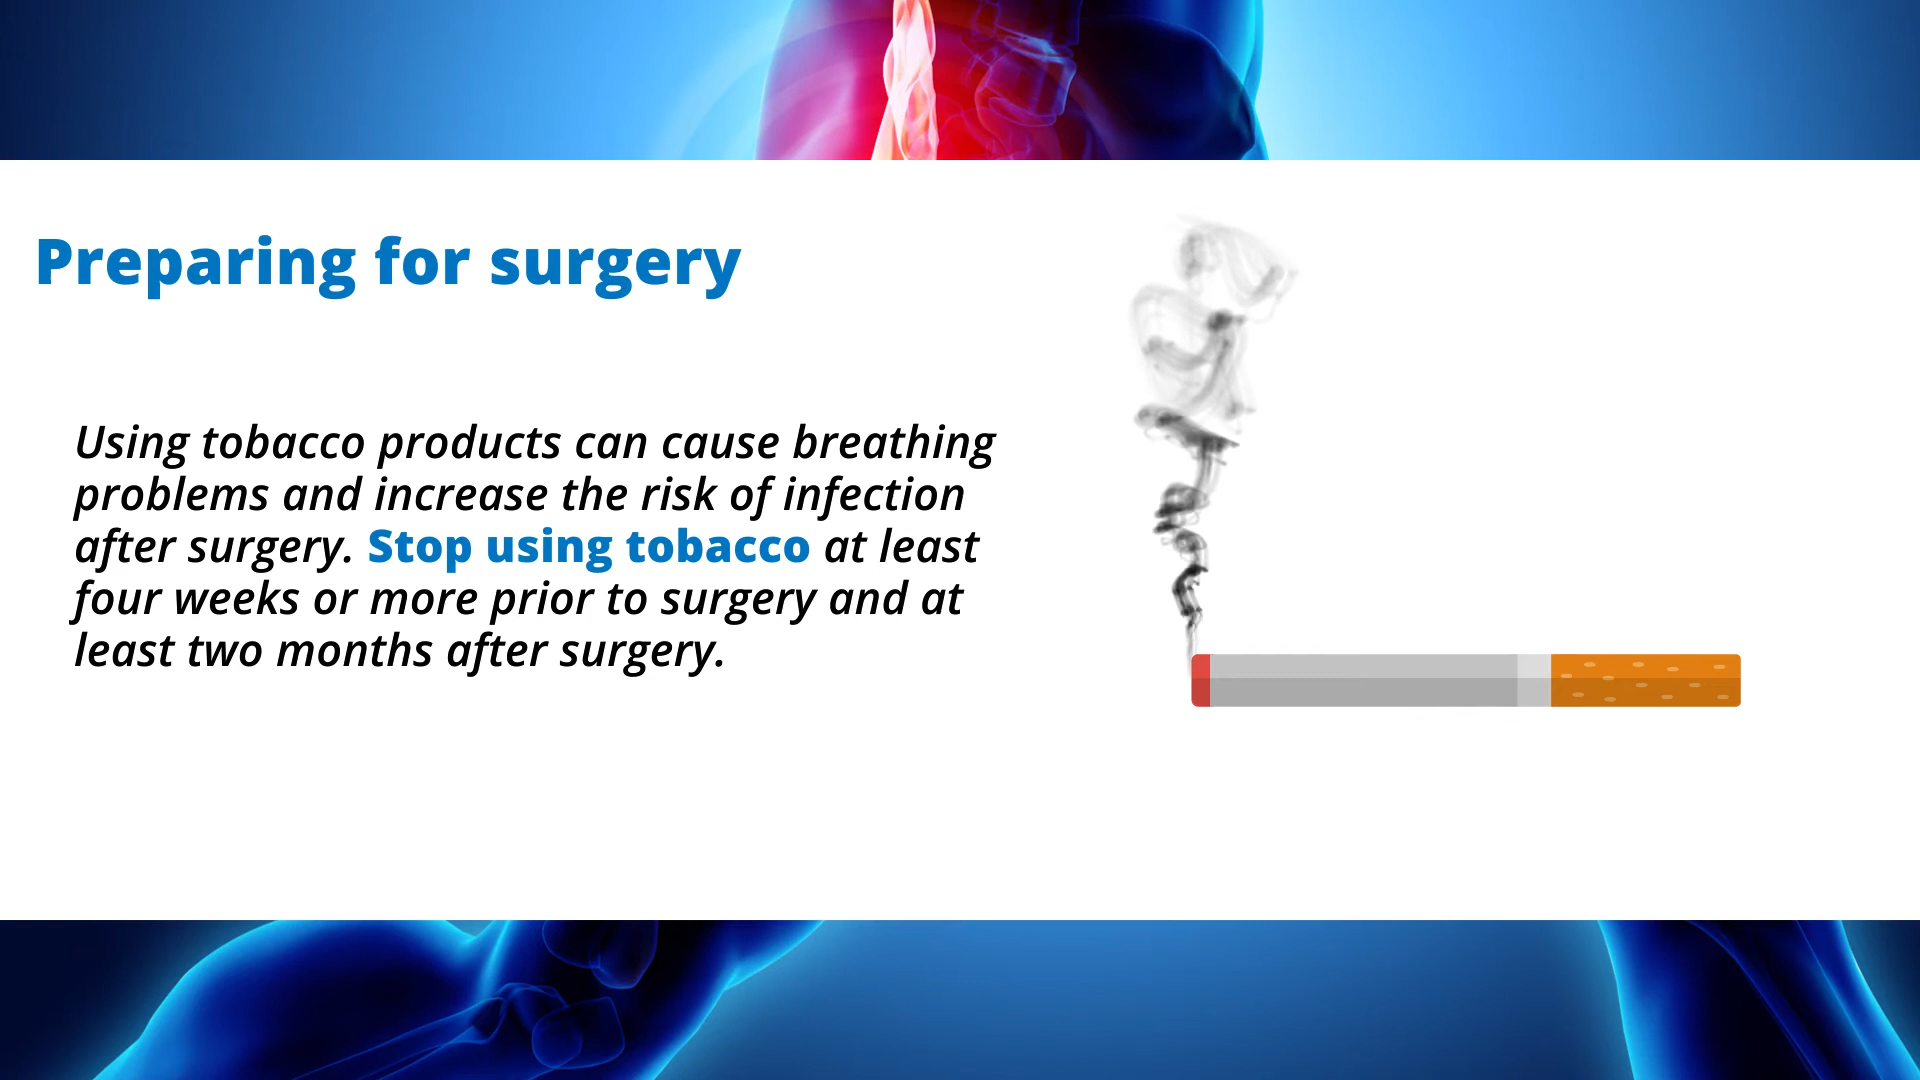 Preparing for surgery
Using tobacco products can cause breathing
problems and increase the risk of infection
after surgery. Stop using tobacco at least
four weeks or more prior to surgery and at
least two months after surgery.